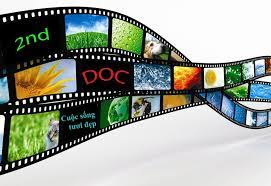 2nd
DOC
Cuộc sống
tươi đẹp